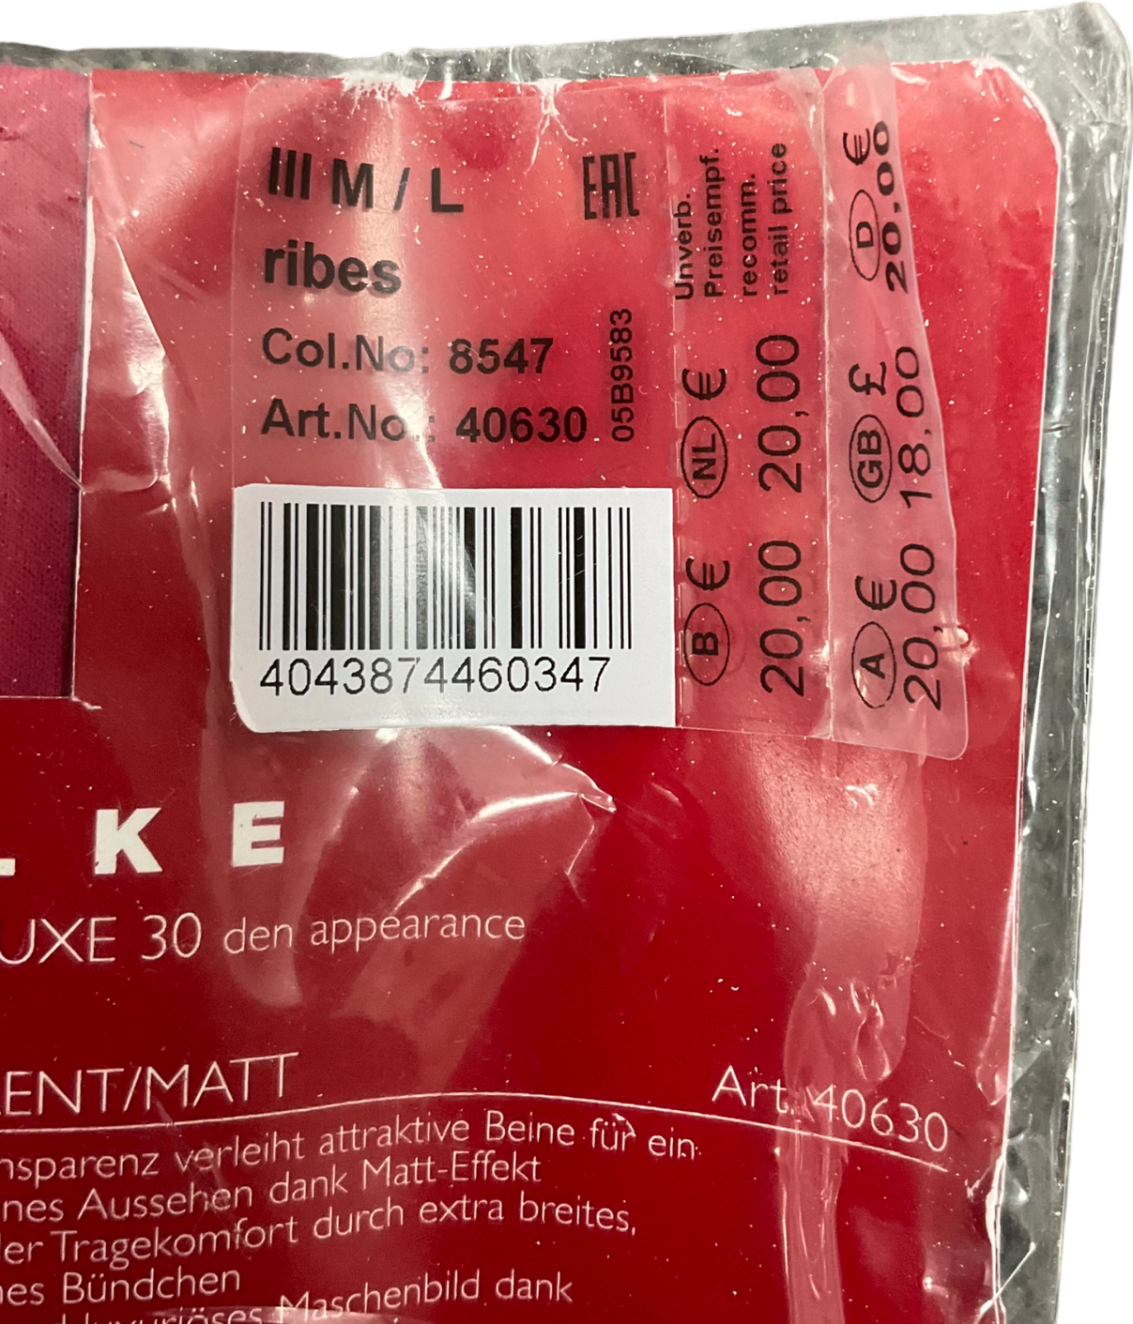 III M / L
EAC
ribes
Col.No: 8547
Art.No.: 40630
05B9583
4043874460347
Unverb.
Preisempf.
recomm.
retail price
B € NL €
20,00 20,00
A € GB £ D €
20,00 18,00 20,00
LKE
UXE 30 den appearance
ENT/MATT
Art. 40630
nsparenz verleiht attraktive Beine für ein
nes Aussehen dank Matt-Effekt
er Tragekomfort durch extra breites,
es Bündchen
luxuriöses Maschenbild dank